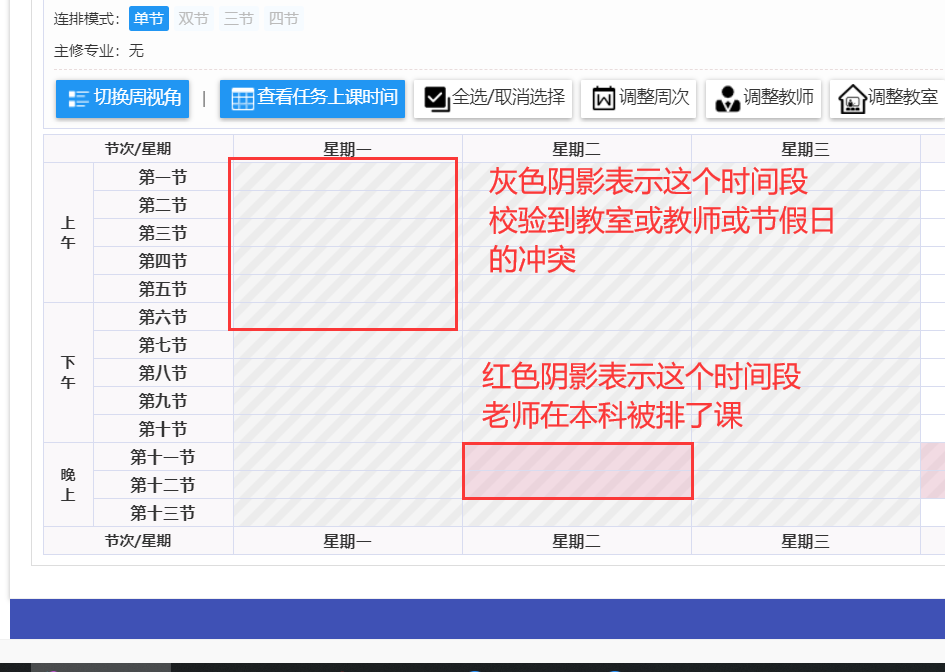 连排模式： 单节 双节 三节 四节
主修专业：无
切换周视角 | 查看任务上课时间 全选/取消选择 调整周次 调整教师 调整教室
节次/星期 星期一 星期二 星期三
上午
第一节
第二节
第三节
第四节
第五节
灰色阴影表示这个时间段
校验到教室或教师或节假日
的冲突
下午
第六节
第七节
第八节
第九节
第十节
红色阴影表示这个时间段
老师在本科被排了课
晚上
第十一节
第十二节
第十三节
节次/星期 星期一 星期二 星期三